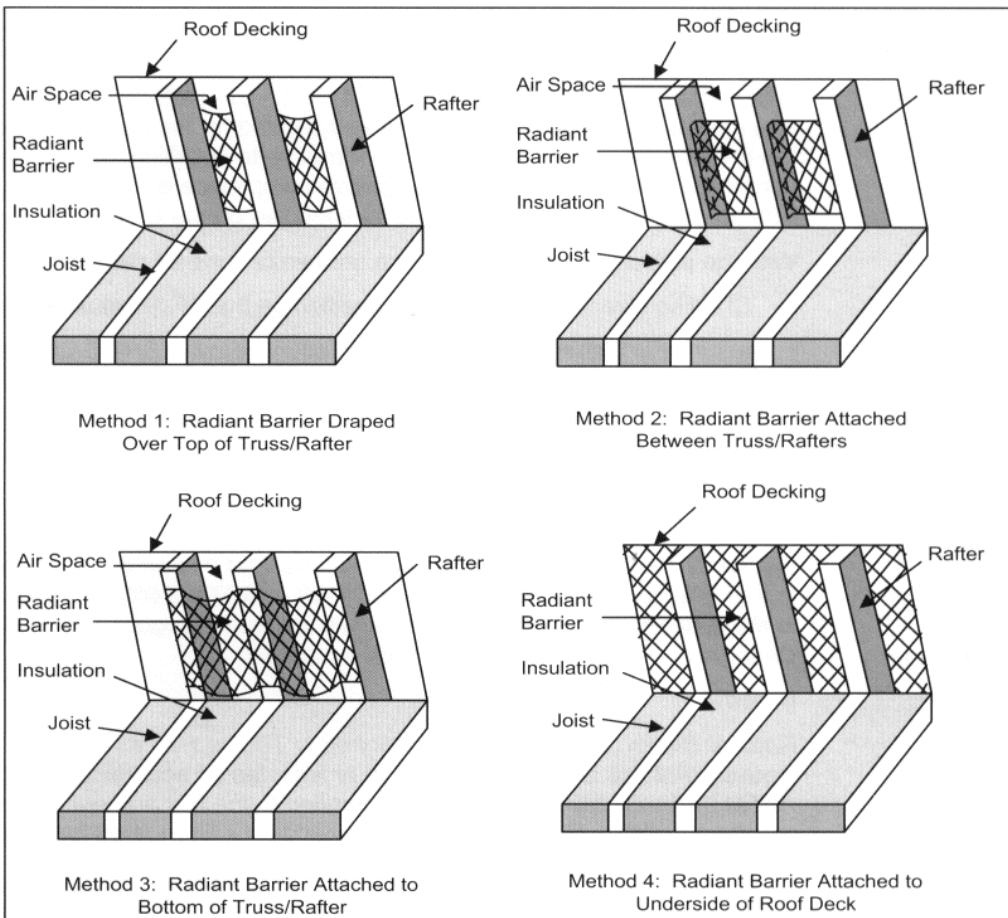 Roof Decking
Air Space
Rafter
Radiant
Barrier
Insulation
Joist
Method 1: Radiant Barrier Draped
Over Top of Truss/Rafter
Roof Decking
Air Space
Rafter
Radiant
Barrier
Insulation
Joist
Method 2: Radiant Barrier Attached
Between Truss/Rafters
Roof Decking
Air Space
Rafter
Radiant
Barrier
Insulation
Joist
Method 3: Radiant Barrier Attached to
Bottom of Truss/Rafter
Roof Decking
Rafter
Radiant
Barrier
Insulation
Joist
Method 4: Radiant Barrier Attached to
Underside of Roof Deck